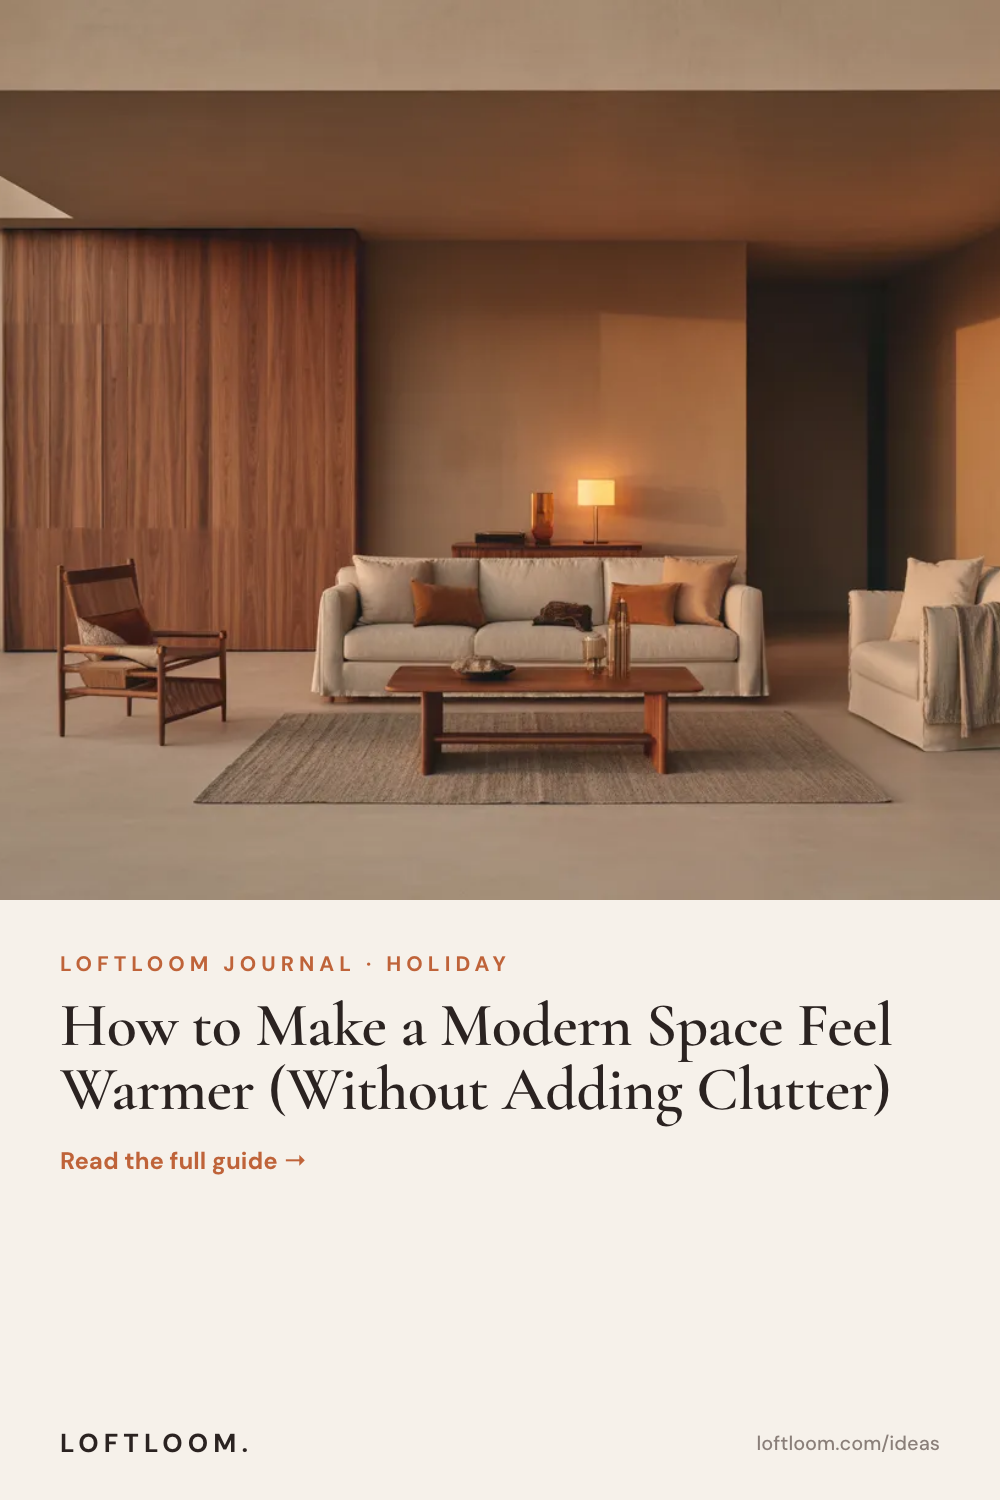 LOFTLOOM JOURNAL · HOLIDAY
How to Make a Modern Space Feel
Warmer (Without Adding Clutter)
Read the full guide →
LOFTLOOM.
loftloom.com/ideas